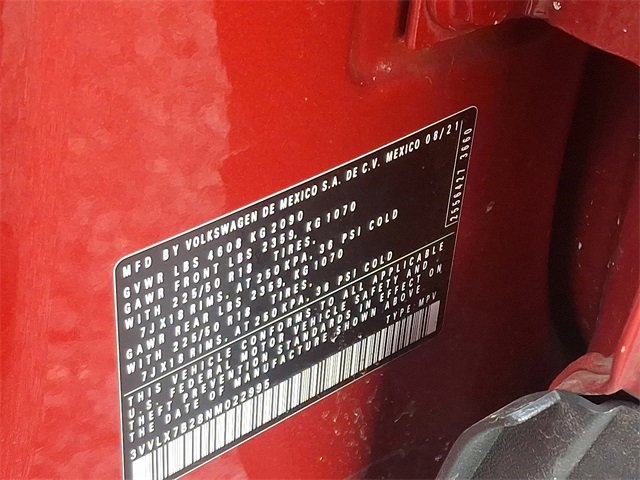 MFD BY VOLKSWAGEN DE MEXICO S.A. DE C.V. MEXICO 08/21
GVWR LBS 4608 KG 2090
GAWR FRONT LBS 2359, KG 1070
WITH 225/50 R18 TIRES,
7JX18 RIMS, AT 250 KPA, 36 PSI COLD
GAWR REAR LBS 2359, KG 1070
WITH 225/50 R18 TIRES,
7JX18 RIMS, AT 250 KPA, 36 PSI COLD
THIS VEHICLE CONFORMS TO ALL APPLICABLE
U.S. FEDERAL MOTOR VEHICLE SAFETY AND
THEFT PREVENTION STANDARDS IN EFFECT ON
THE DATE OF MANUFACTURE SHOWN ABOVE.
3VVLX7B28NM022995 TYPE MPV
2556427 3660